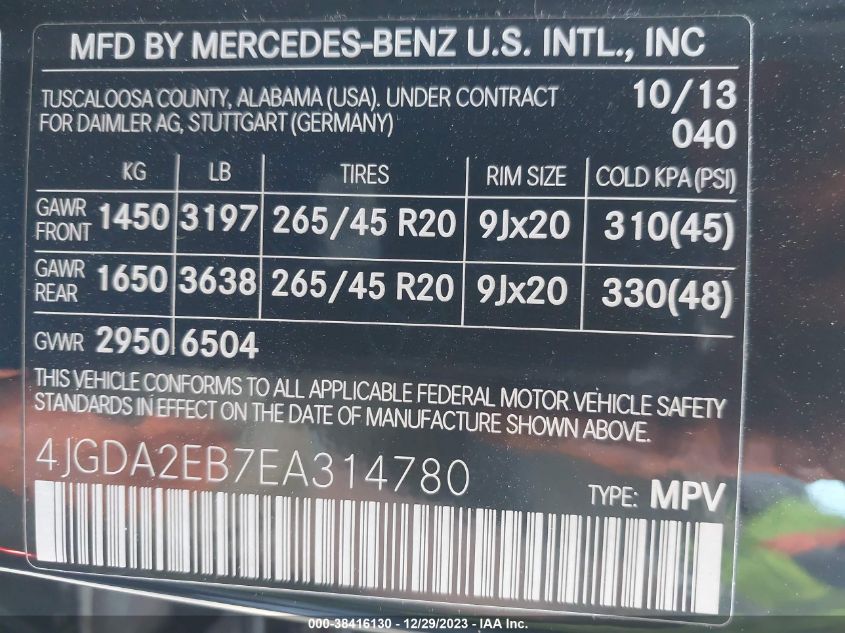 MFD BY MERCEDES-BENZ U.S. INTL., INC
TUSCALOOSA COUNTY, ALABAMA (USA). UNDER CONTRACT
FOR DAIMLER AG, STUTTGART (GERMANY)
10/13
040
KG LB TIRES RIM SIZE COLD KPA (PSI)
GAWR FRONT 1450 3197 265/45 R20 9Jx20 310(45)
GAWR REAR 1650 3638 265/45 R20 9Jx20 330(48)
GVWR 2950 6504
THIS VEHICLE CONFORMS TO ALL APPLICABLE FEDERAL MOTOR VEHICLE SAFETY
STANDARDS IN EFFECT ON THE DATE OF MANUFACTURE SHOWN ABOVE.
4JGDA2EB7EA314780
TYPE: MPV
000-38416130 - 12/29/2023 - IAA Inc.